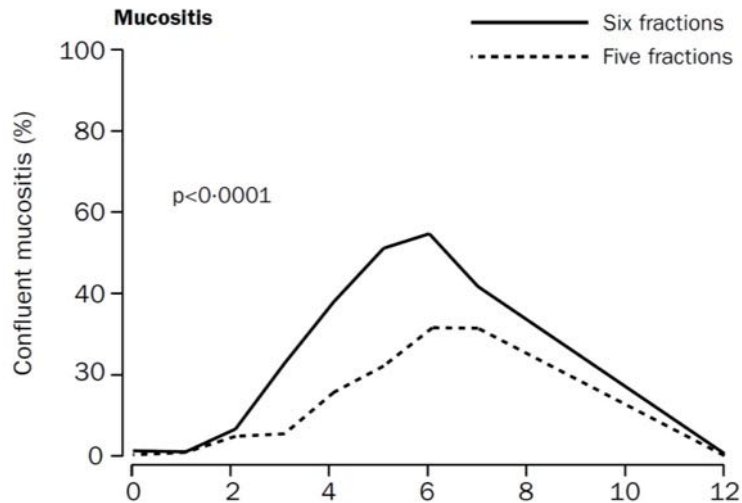 Mucositis
Six fractions
Five fractions
100
80
60
40
30
0
Confluent mucositis (%)
p<0·0001
0 2 4 6 8 10 12